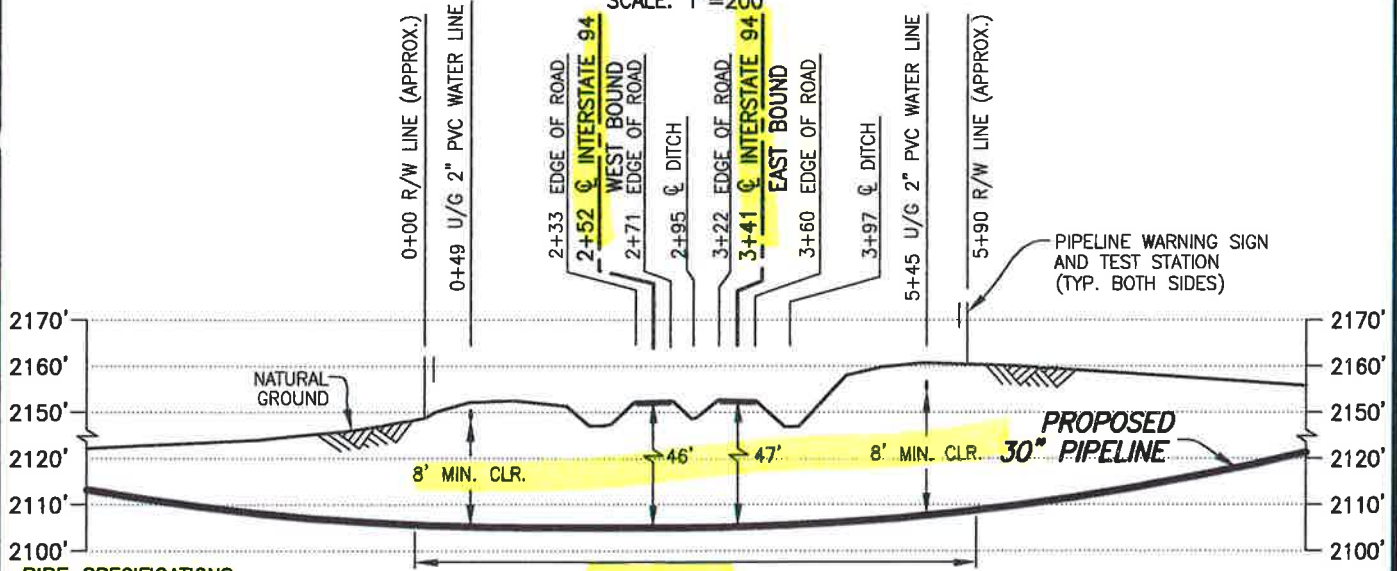 SCALE: 1"=200'
0+00 R/W LINE (APPROX.)
0+49 U/G 2" PVC WATER LINE
2+33 EDGE OF ROAD
2+52 ℄ INTERSTATE 94
WEST BOUND
2+71 EDGE OF ROAD
2+95 ℄ DITCH
3+22 EDGE OF ROAD
3+41 ℄ INTERSTATE 94
EAST BOUND
3+60 EDGE OF ROAD
3+97 ℄ DITCH
5+45 U/G 2" PVC WATER LINE
5+90 R/W LINE (APPROX.)
PIPELINE WARNING SIGN
AND TEST STATION
(TYP. BOTH SIDES)
2170' 2170'
2160' 2160'
NATURAL
GROUND
2150' 2150'
PROPOSED
30" PIPELINE
2120' 2120'
8' MIN. CLR. 46' 47' 8' MIN. CLR.
2110' 2110'
2100' 2100'
PIPE SPECIFICATIONS